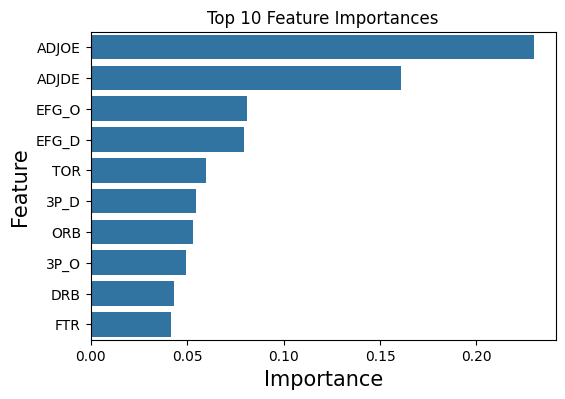 Top 10 Feature Importances
ADJOE
ADJDE
EFG_O
EFG_D
TOR
3P_D
ORB
3P_O
DRB
FTR
Feature
0.00 0.05 0.10 0.15 0.20
Importance